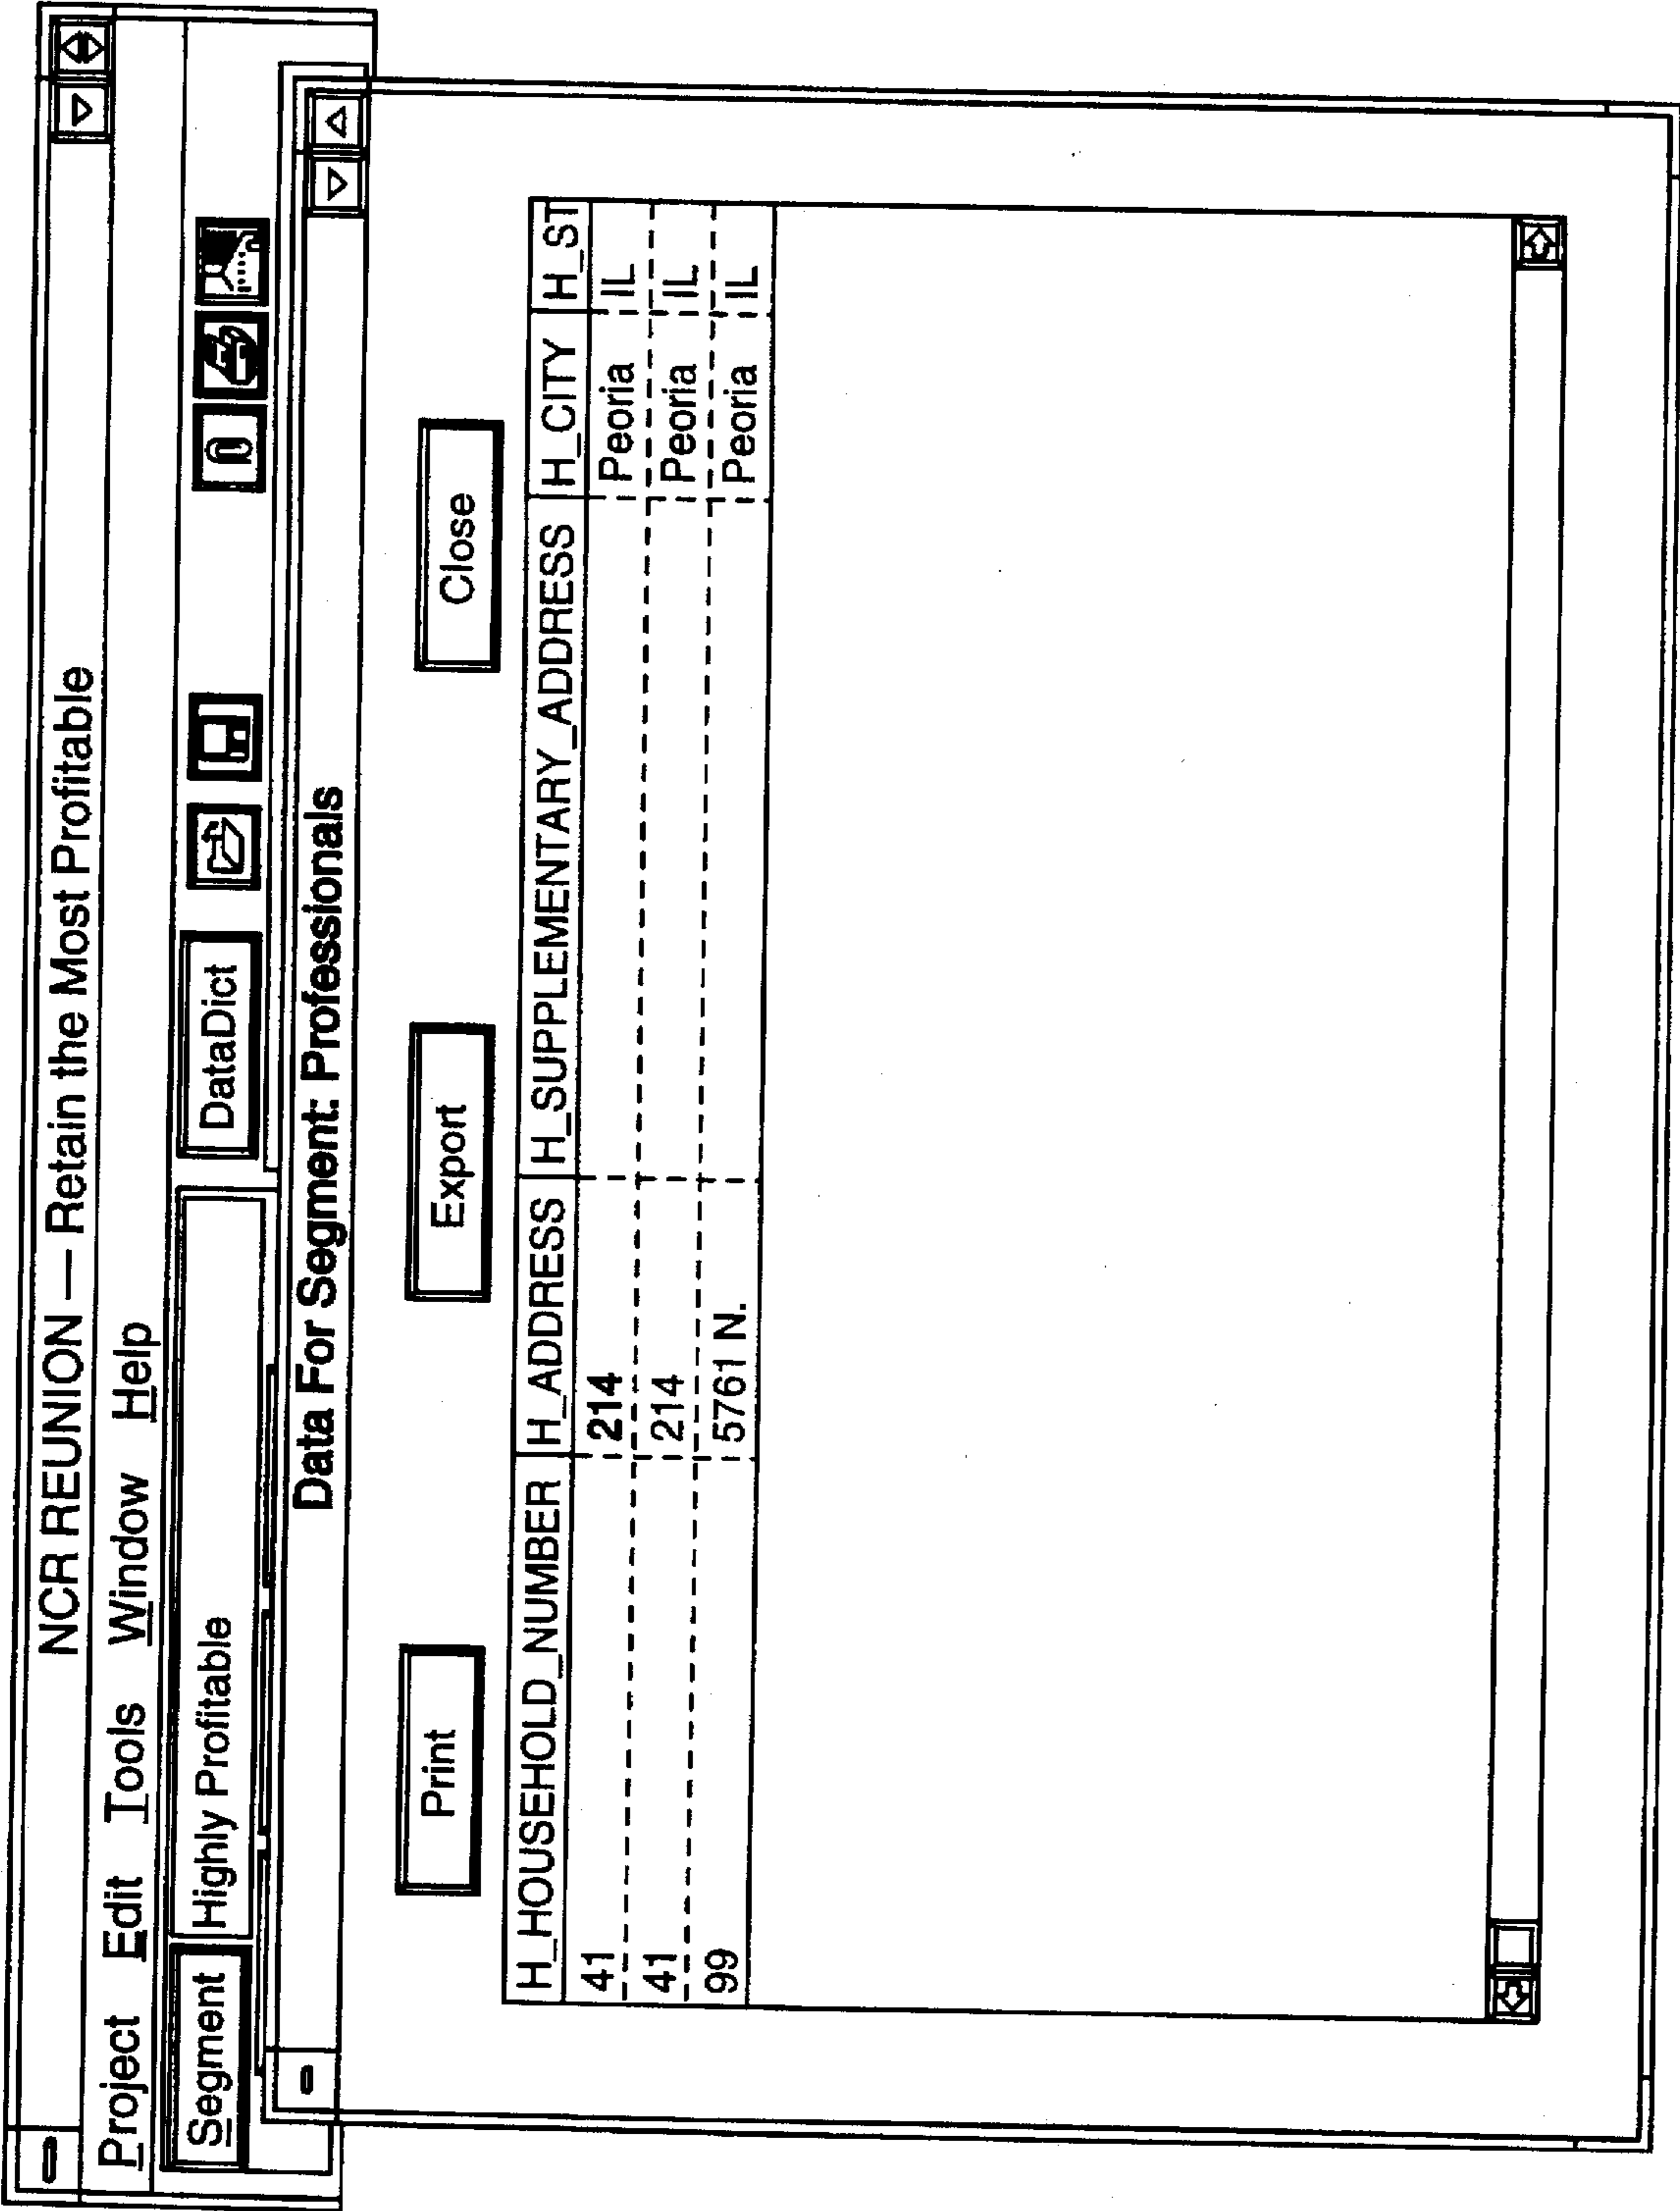 NCR REUNION — Retain the Most Profitable
Project Edit Tools Window Help
Segment Highly Profitable DataDict
Data For Segment: Professionals
Print Export Close
H_HOUSEHOLD_NUMBER H_ADDRESS H_SUPPLEMENTARY_ADDRESS H_CITY H_ST
41 214 Peoria IL
41 214 Peoria IL
99 5761 N. Peoria IL